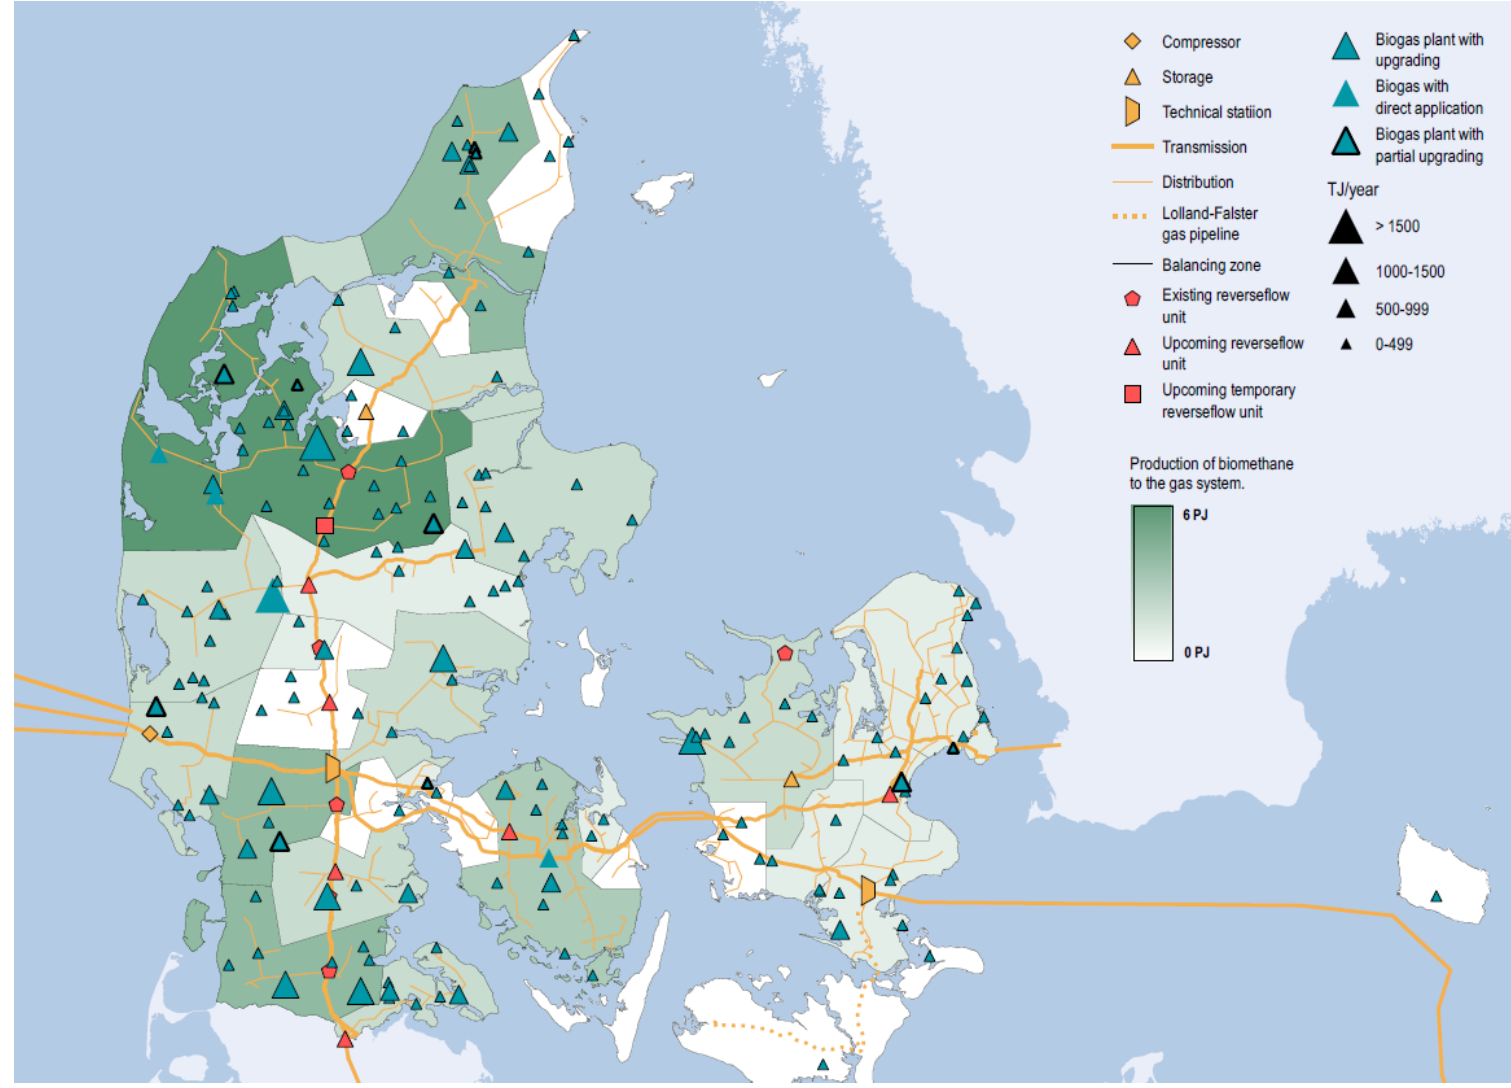 Compressor
Storage
Technical statiion
Transmission
Distribution
Lolland-Falster
gas pipeline
Balancing zone
Existing reverseflow
unit
Upcoming reverseflow
unit
Upcoming temporary
reverseflow unit
Biogas plant with
upgrading
Biogas with
direct application
Biogas plant with
partial upgrading
TJ/year
> 1500
1000-1500
500-999
0-499
Production of biomethane
to the gas system.
6 PJ
0 PJ